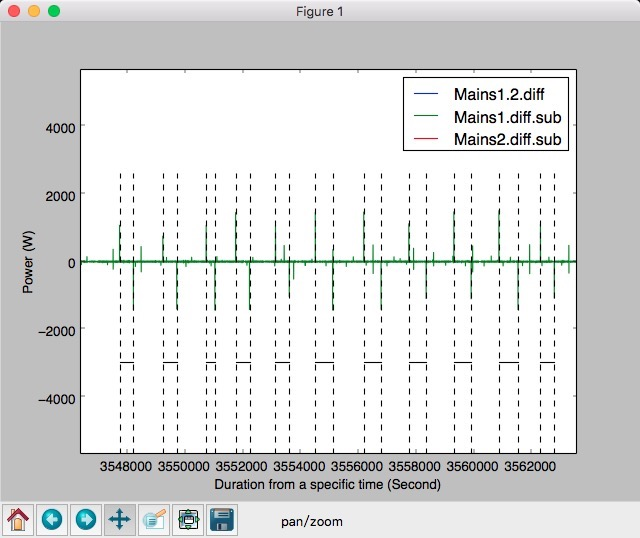 Figure 1
Mains1.2.diff
Mains1.diff.sub
Mains2.diff.sub
4000
2000
0
−2000
−4000
Power (W)
3548000 3550000 3552000 3554000 3556000 3558000 3560000 3562000
Duration from a specific time (Second)
pan/zoom